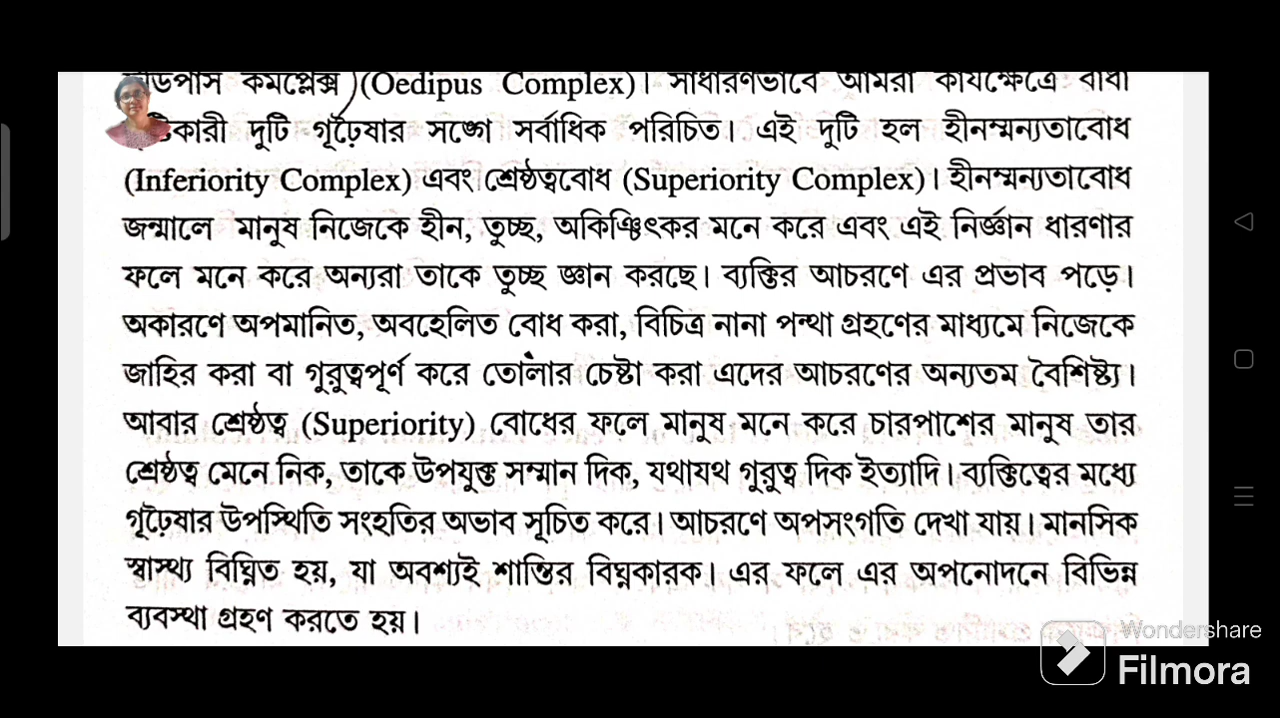 কমপ্লেক্স (Oedipus Complex)। সাধারণভাবে আমরা কার্যক্ষেত্রে বাধা
দুটি গূঢ়ৈষার সঙ্গে সর্বাধিক পরিচিত। এই দুটি হল হীনম্মন্যতাবোধ
(Inferiority Complex) এবং শ্রেষ্ঠত্ববোধ (Superiority Complex)। হীনম্মন্যতাবোধ
জন্মালে মানুষ নিজেকে হীন, তুচ্ছ, অকিঞ্চিৎকর মনে করে এবং এই নির্জ্ঞান ধারণার
ফলে মনে করে অন্যরা তাকে তুচ্ছ জ্ঞান করছে। ব্যক্তির আচরণে এর প্রভাব পড়ে।
অকারণে অপমানিত, অবহেলিত বোধ করা, বিচিত্র নানা পন্থা গ্রহণের মাধ্যমে নিজেকে
জাহির করা বা গুরুত্বপূর্ণ করে তোলার চেষ্টা করা এদের আচরণের অন্যতম বৈশিষ্ট্য।
আবার শ্রেষ্ঠত্ব (Superiority) বোধের ফলে মানুষ মনে করে চারপাশের মানুষ তার
শ্রেষ্ঠত্ব মেনে নিক, তাকে উপযুক্ত সম্মান দিক, যথাযথ গুরুত্ব দিক ইত্যাদি। ব্যক্তিত্বের মধ্যে
গূঢ়ৈষার উপস্থিতি সংহতির অভাব সূচিত করে। আচরণে অপসংগতি দেখা যায়। মানসিক
স্বাস্থ্য বিঘ্নিত হয়, যা অবশ্যই শান্তির বিঘ্নকারক। এর ফলে এর অপনোদনে বিভিন্ন
ব্যবস্থা গ্রহণ করতে হয়।
Wondershare
Filmora